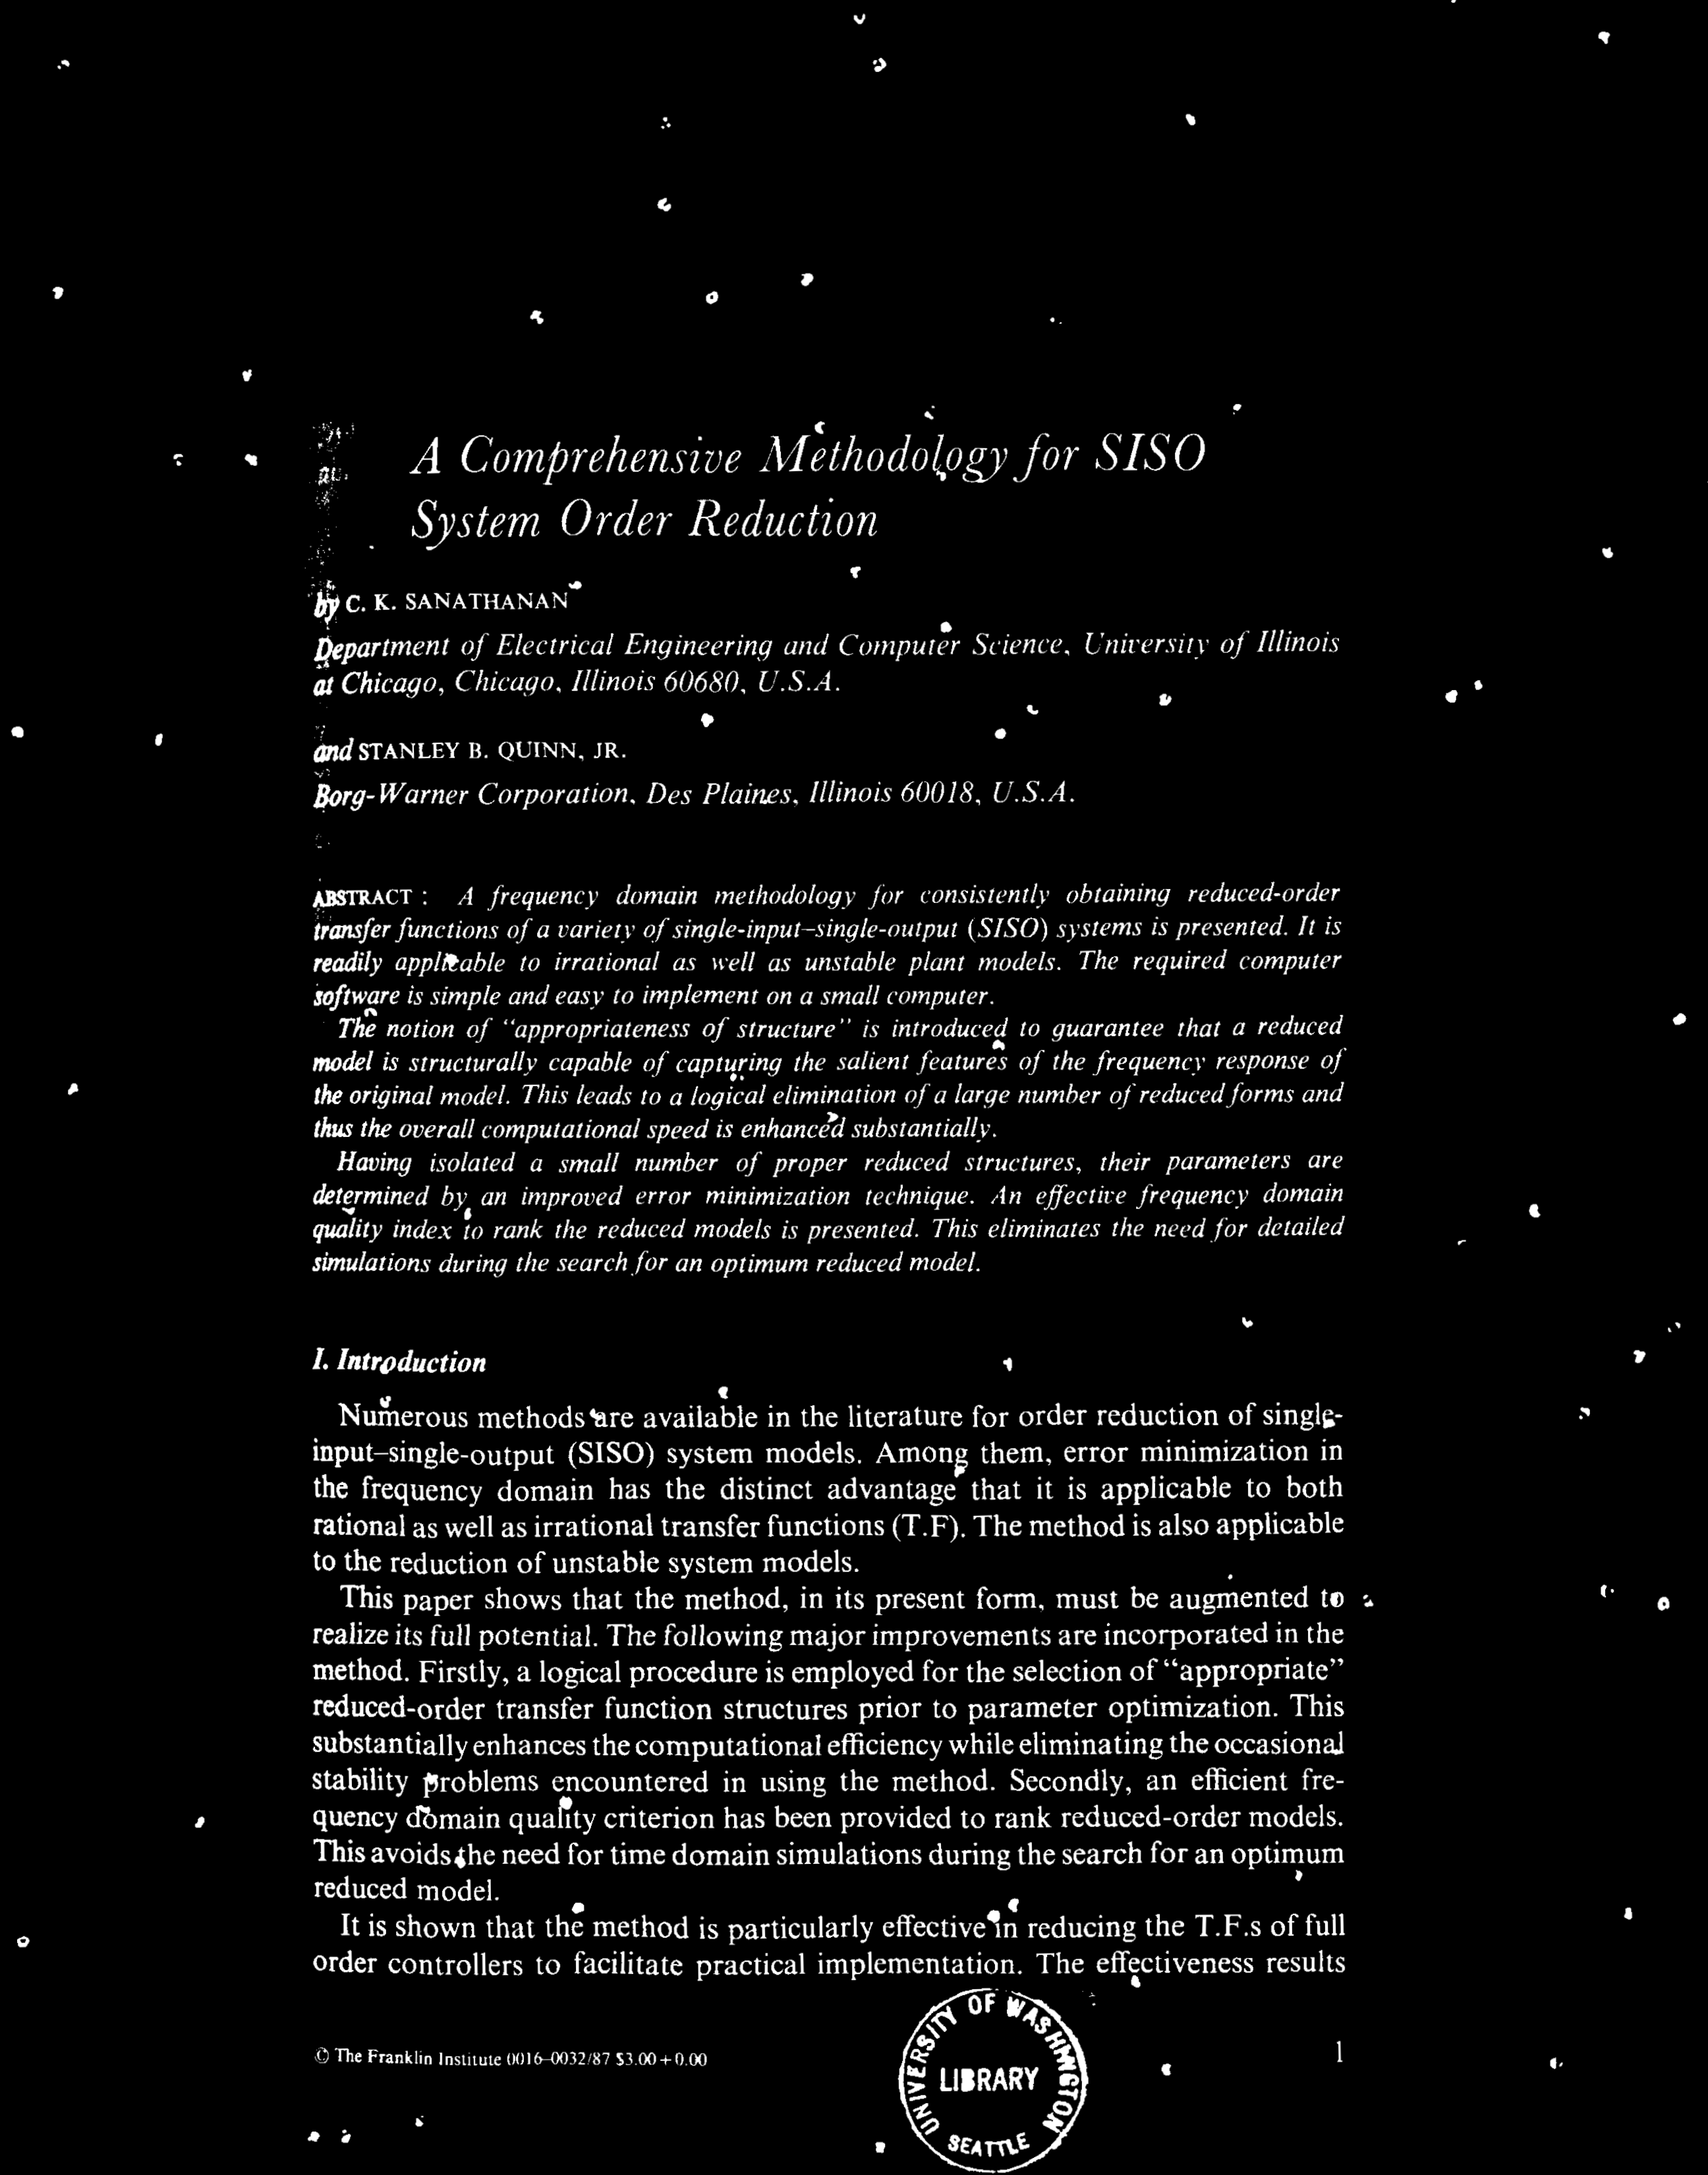 A Comprehensive Methodology for SISO
System Order Reduction
by C. K. SANATHANAN
Department of Electrical Engineering and Computer Science, University of Illinois
at Chicago, Chicago, Illinois 60680, U.S.A.
and STANLEY B. QUINN, JR.
Borg-Warner Corporation, Des Plaines, Illinois 60018, U.S.A.
ABSTRACT : A frequency domain methodology for consistently obtaining reduced-order
transfer functions of a variety of single-input–single-output (SISO) systems is presented. It is
readily applicable to irrational as well as unstable plant models. The required computer
software is simple and easy to implement on a small computer.
The notion of “appropriateness of structure” is introduced to guarantee that a reduced
model is structurally capable of capturing the salient features of the frequency response of
the original model. This leads to a logical elimination of a large number of reduced forms and
thus the overall computational speed is enhanced substantially.
Having isolated a small number of proper reduced structures, their parameters are
determined by an improved error minimization technique. An effective frequency domain
quality index to rank the reduced models is presented. This eliminates the need for detailed
simulations during the search for an optimum reduced model.
I. Introduction
Numerous methods are available in the literature for order reduction of single-
input–single-output (SISO) system models. Among them, error minimization in
the frequency domain has the distinct advantage that it is applicable to both
rational as well as irrational transfer functions (T.F). The method is also applicable
to the reduction of unstable system models.
This paper shows that the method, in its present form, must be augmented to
realize its full potential. The following major improvements are incorporated in the
method. Firstly, a logical procedure is employed for the selection of “appropriate”
reduced-order transfer function structures prior to parameter optimization. This
substantially enhances the computational efficiency while eliminating the occasional
stability problems encountered in using the method. Secondly, an efficient fre-
quency domain quality criterion has been provided to rank reduced-order models.
This avoids the need for time domain simulations during the search for an optimum
reduced model.
It is shown that the method is particularly effective in reducing the T.F.s of full
order controllers to facilitate practical implementation. The effectiveness results
© The Franklin Institute 0016–0032/87 $3.00 + 0.00
UNIVERSITY OF WASHINGTON
LIBRARY
SEATTLE
1